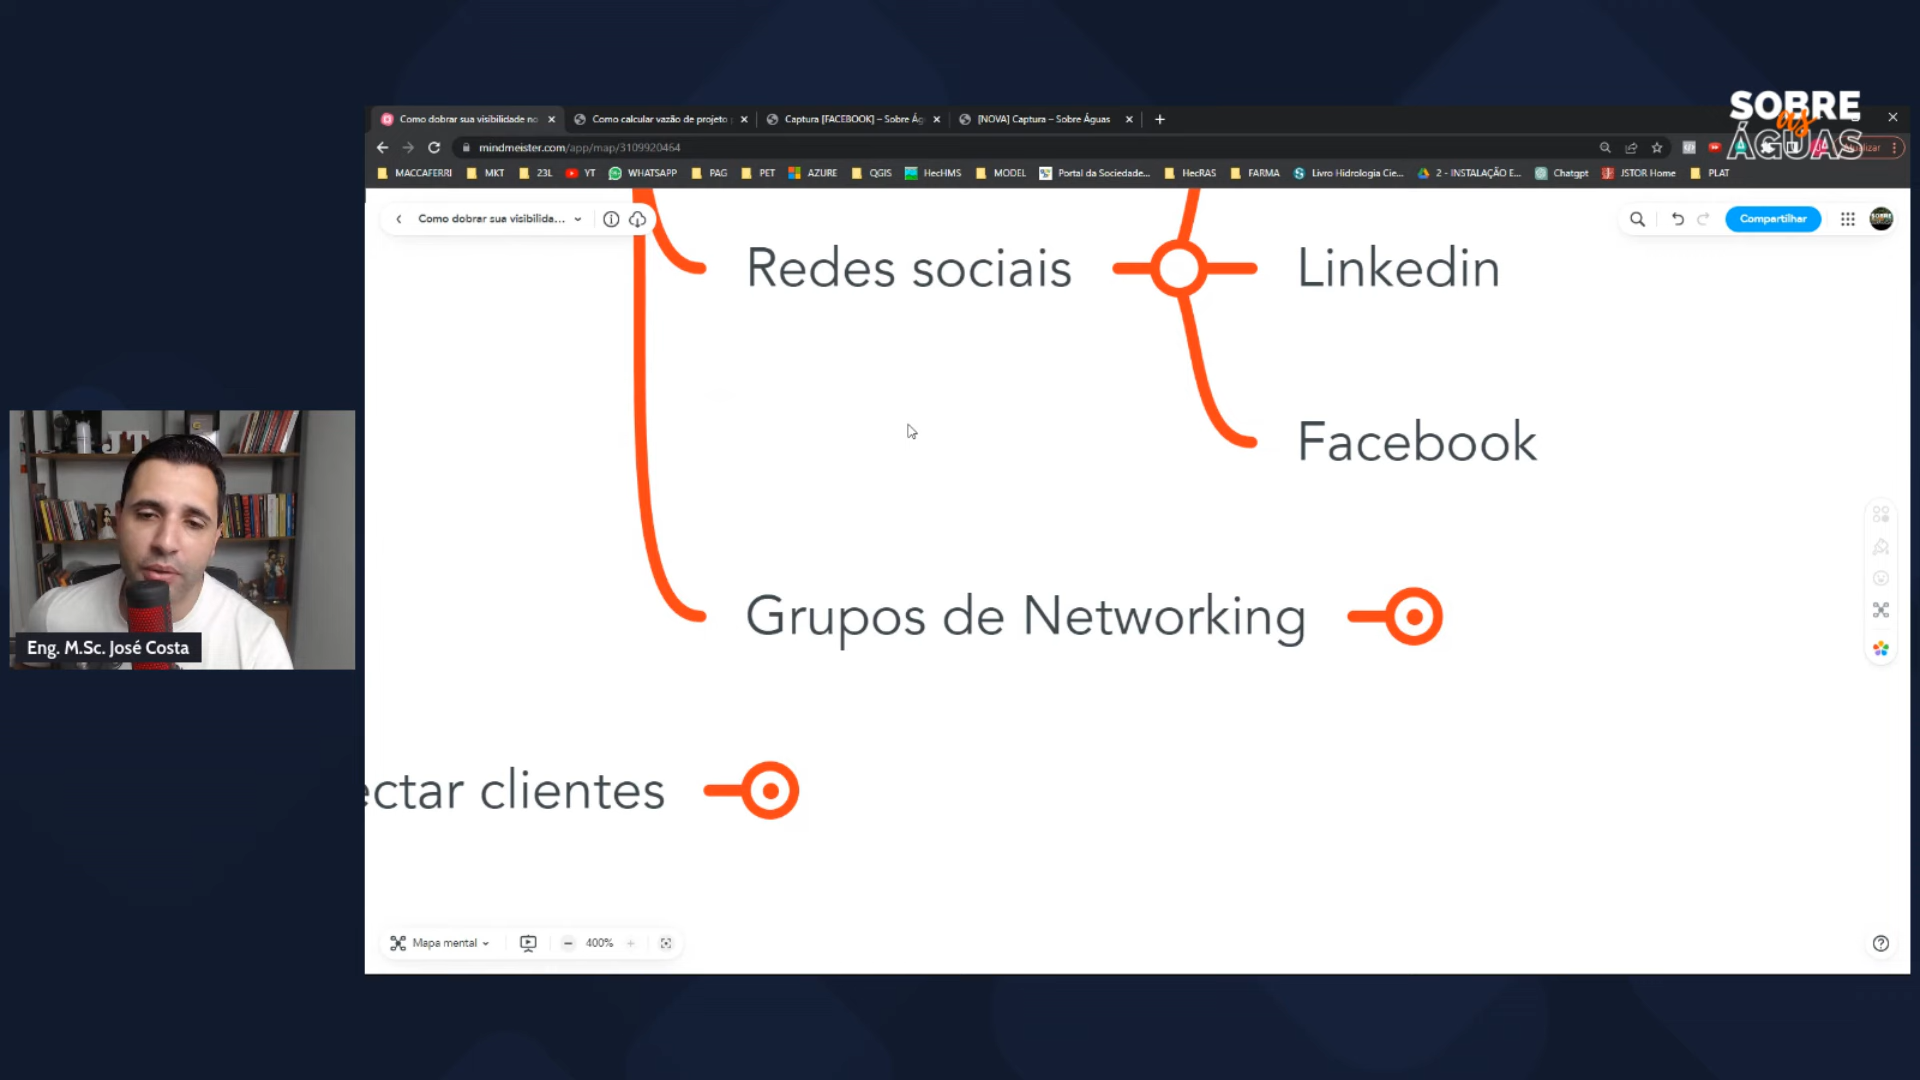 SOBRE
as
ÁGUAS
Como dobrar sua visibilidade no
Como calcular vazão de projeto
Captura [FACEBOOK] – Sobre Ág
[NOVA] Captura – Sobre Águas
mindmeister.com/app/map/3109920464
MACCAFERRI
MKT
23L
YT
WHATSAPP
PAG
PET
AZURE
QGIS
HecHMS
MODEL
Portal da Sociedade...
HecRAS
FARMA
Livro Hidrologia Cie...
2 - INSTALAÇÃO E...
Chatgpt
JSTOR Home
PLAT
Como dobrar sua visibilida...
Compartilhar
Redes sociais
Linkedin
Facebook
Grupos de Networking
ectar clientes
JT
Eng. M.Sc. José Costa
Mapa mental
400%